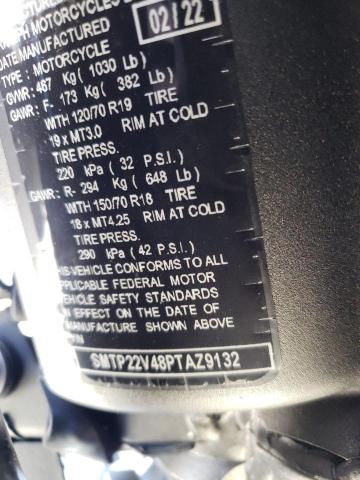 MOTORCYCLES
DATE MANUFACTURED 02/22
TYPE: MOTORCYCLE
GVWR: 467 Kg (1030 Lb)
GAWR: F- 173 Kg ( 382 Lb)
WITH 120/70 R19 TIRE
19 x MT3.0 RIM AT COLD
TIRE PRESS.
220 kPa ( 32 P.S.I.)
GAWR: R- 294 Kg ( 648 Lb)
WITH 150/70 R18 TIRE
18 x MT4.25 RIM AT COLD
TIRE PRESS.
290 kPa (42 P.S.I.)
THIS VEHICLE CONFORMS TO ALL
APPLICABLE FEDERAL MOTOR
VEHICLE SAFETY STANDARDS
IN EFFECT ON THE DATE OF
MANUFACTURE SHOWN ABOVE
SMTP22V48PTAZ9132